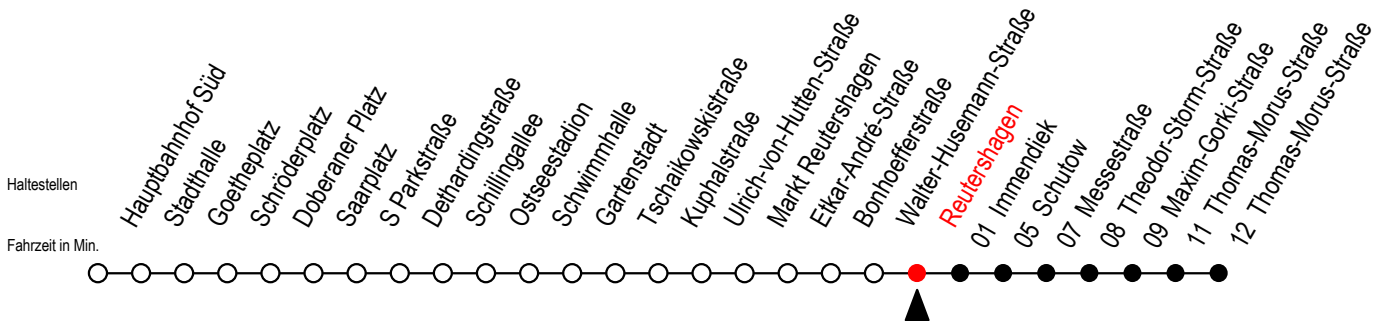 Haltestellen
Hauptbahnhof Süd
Stadthalle
Goetheplatz
Schröderplatz
Doberaner Platz
Saarplatz
S Parkstraße
Dethardingstraße
Schillingallee
Ostseestadion
Schwimmhalle
Gartenstadt
Tschaikowskistraße
Kuphalstraße
Ulrich-von-Hutten-Straße
Markt Reutershagen
Etkar-André-Straße
Bonhoefferstraße
Walter-Husemann-Straße
Reutershagen
01 Immendiek
05 Schutow
07 Messestraße
08 Theodor-Storm-Straße
09 Maxim-Gorki-Straße
11 Thomas-Morus-Straße
12 Thomas-Morus-Straße
Fahrzeit in Min.